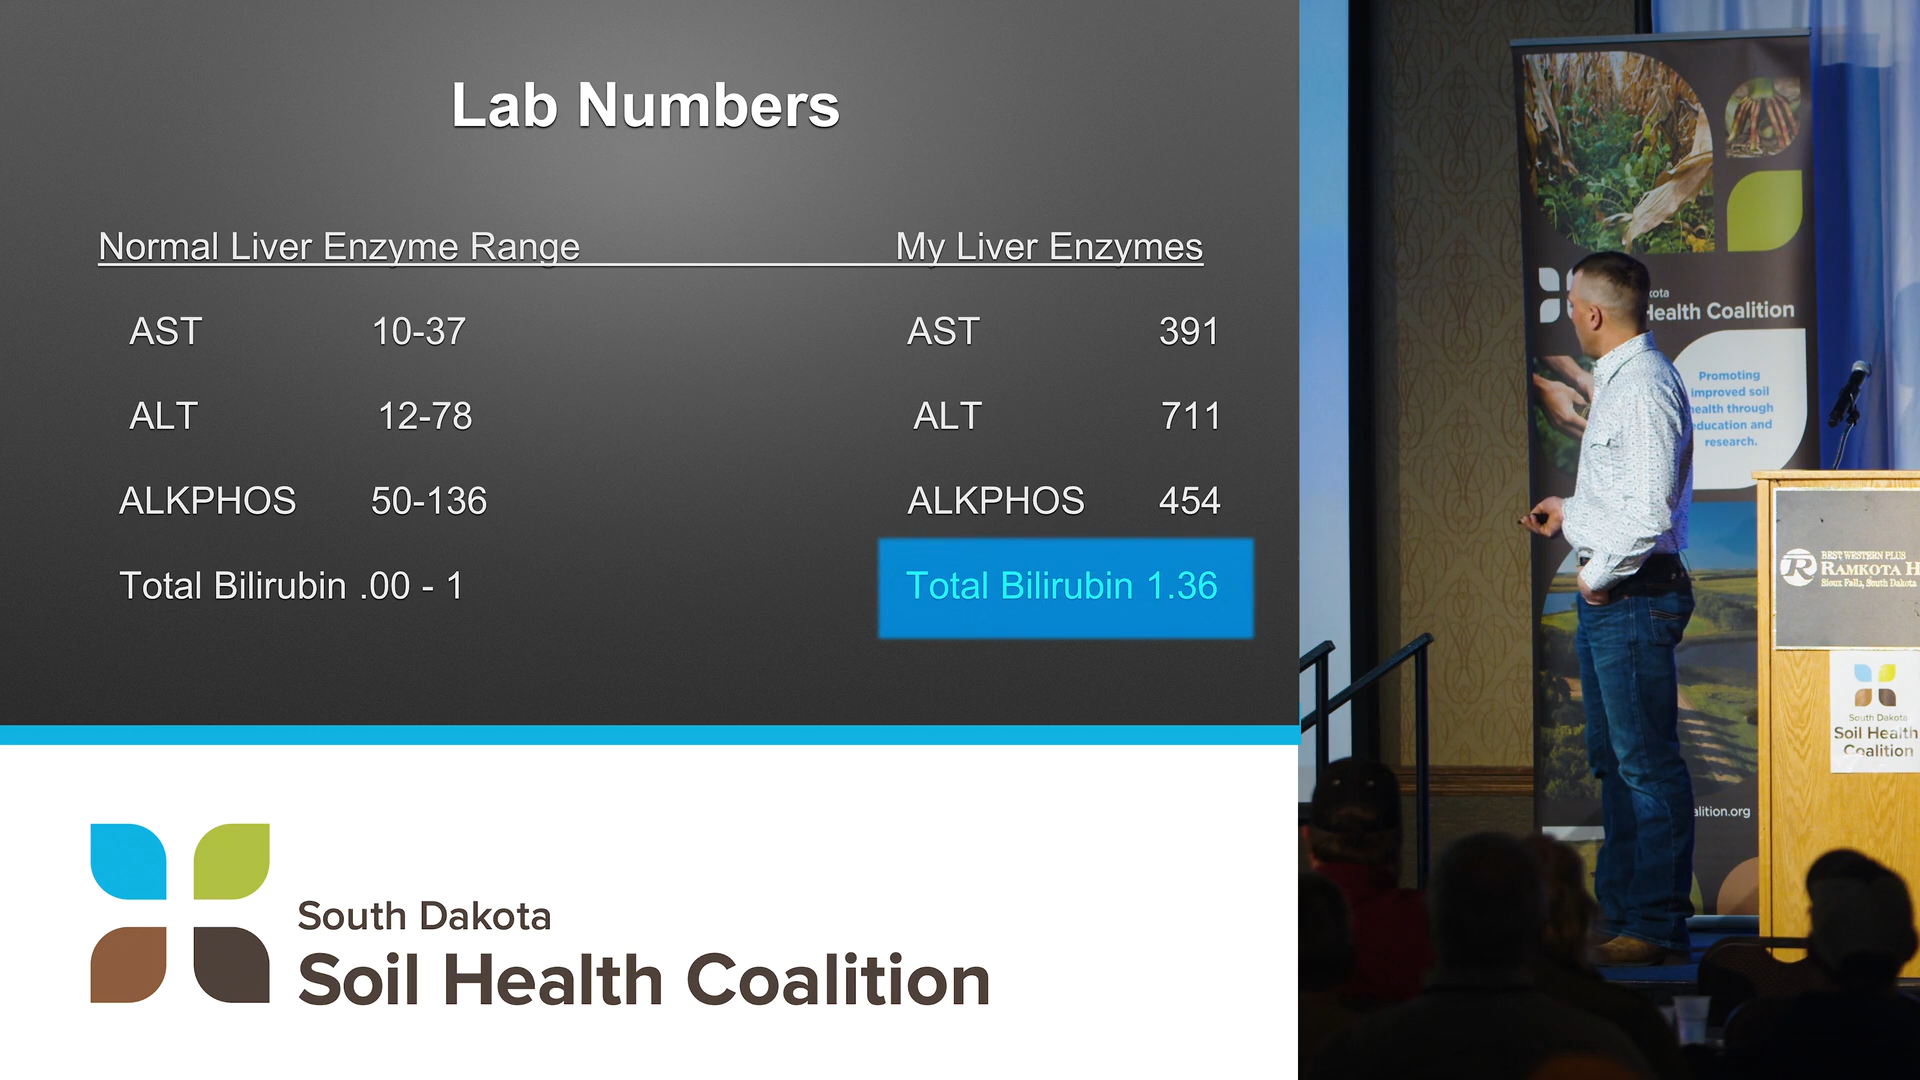 Lab Numbers
Normal Liver Enzyme Range My Liver Enzymes
AST 10-37 AST 391
ALT 12-78 ALT 711
ALKPHOS 50-136 ALKPHOS 454
Total Bilirubin .00 - 1 Total Bilirubin 1.36
South Dakota
Soil Health Coalition
Health Coalition
Promoting
improved soil
health through
education and
research.
alition.org
BEST WESTERN PLUS
R RAMKOTA H
Sioux Falls, South Dakota
South Dakota
Soil Health
Coalition